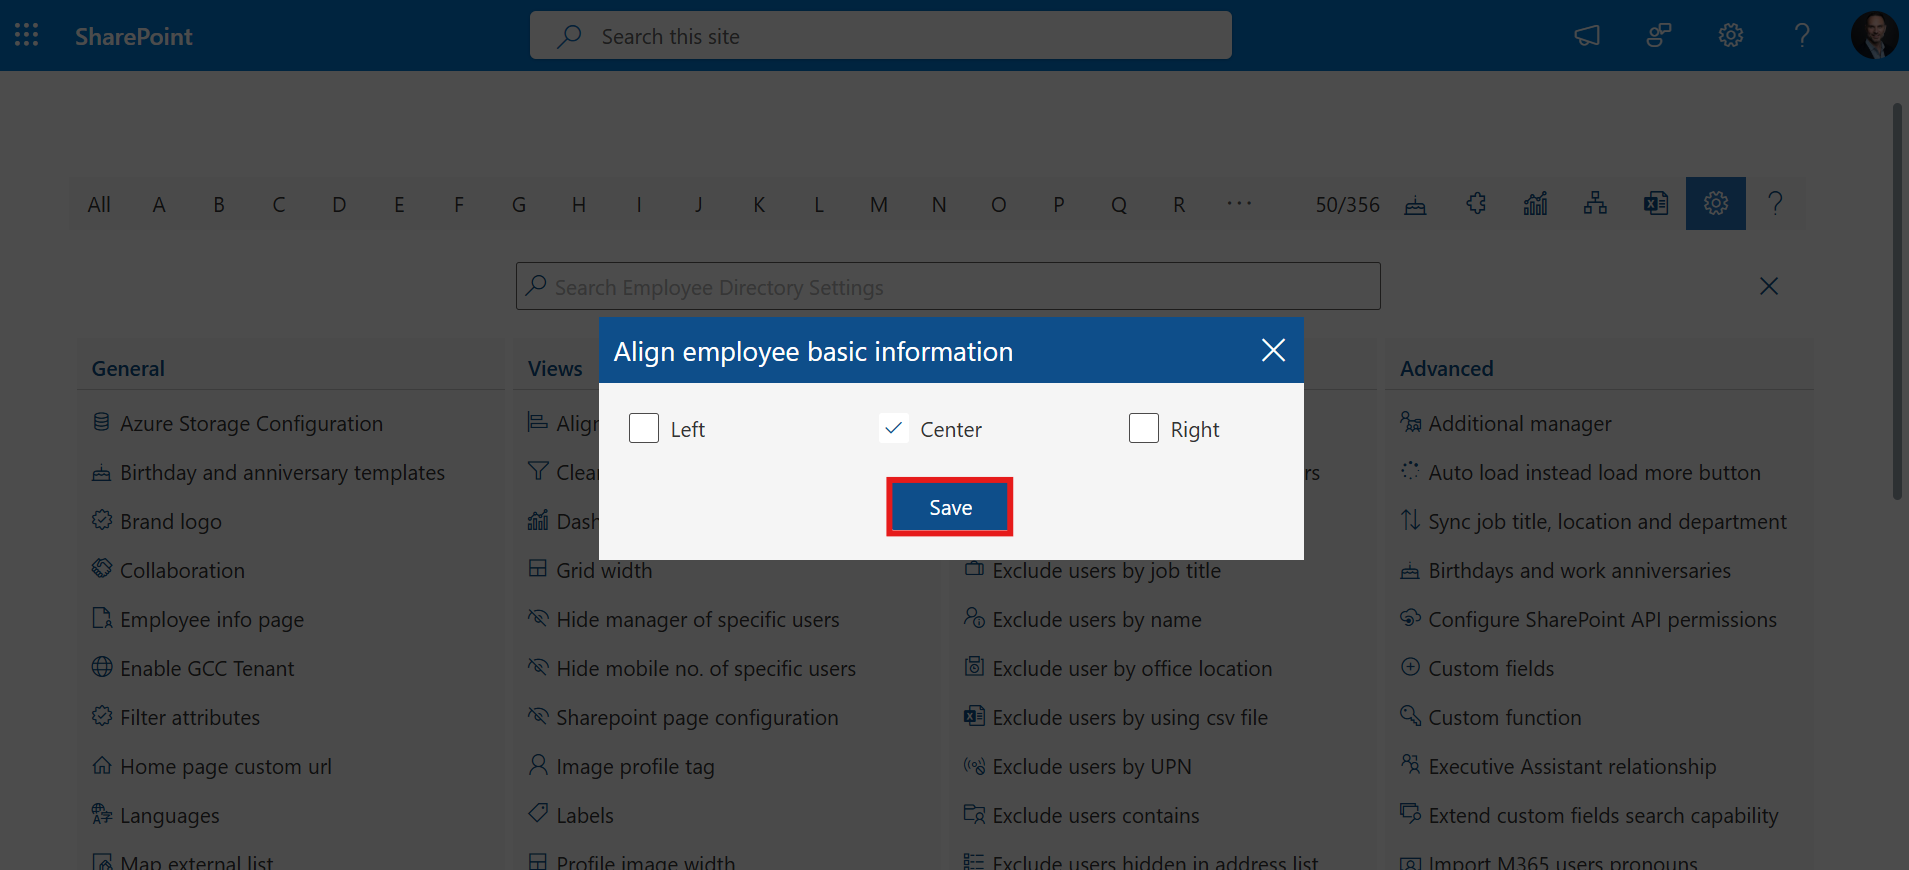 SharePoint
Search this site
All A B C D E F G H I J K L M N O P Q R ... 50/356
Search Employee Directory Settings
Align employee basic information
Left
Center
Right
Save
General
Azure Storage Configuration
Birthday and anniversary templates
Brand logo
Collaboration
Employee info page
Enable GCC Tenant
Filter attributes
Home page custom url
Languages
Map external list
Views
Grid width
Hide manager of specific users
Hide mobile no. of specific users
Sharepoint page configuration
Image profile tag
Labels
Profile image width
Exclude users by job title
Exclude users by name
Exclude user by office location
Exclude users by using csv file
Exclude users by UPN
Exclude users contains
Exclude users hidden in address list
Advanced
Additional manager
Auto load instead load more button
Sync job title, location and department
Birthdays and work anniversaries
Configure SharePoint API permissions
Custom fields
Custom function
Executive Assistant relationship
Extend custom fields search capability
Import M365 users pronouns